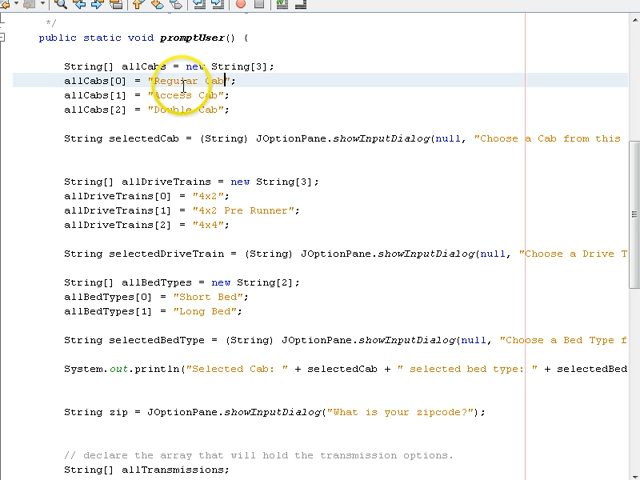 */
public static void promptUser() {
String[] allCabs = new String[3];
allCabs[0] = "Regular Cab";
allCabs[1] = "Access Cab";
allCabs[2] = "Double Cab";
String selectedCab = (String) JOptionPane.showInputDialog(null, "Choose a Cab from this
String[] allDriveTrains = new String[3];
allDriveTrains[0] = "4x2";
allDriveTrains[1] = "4x2 Pre Runner";
allDriveTrains[2] = "4x4";
String selectedDriveTrain = (String) JOptionPane.showInputDialog(null, "Choose a Drive T
String[] allBedTypes = new String[2];
allBedTypes[0] = "Short Bed";
allBedTypes[1] = "Long Bed";
String selectedBedType = (String) JOptionPane.showInputDialog(null, "Choose a Bed Type f
System.out.println("Selected Cab: " + selectedCab + " selected bed type: " + selectedBed
String zip = JOptionPane.showInputDialog("What is your zipcode?");
// declare the array that will hold the transmission options.
String[] allTransmissions;